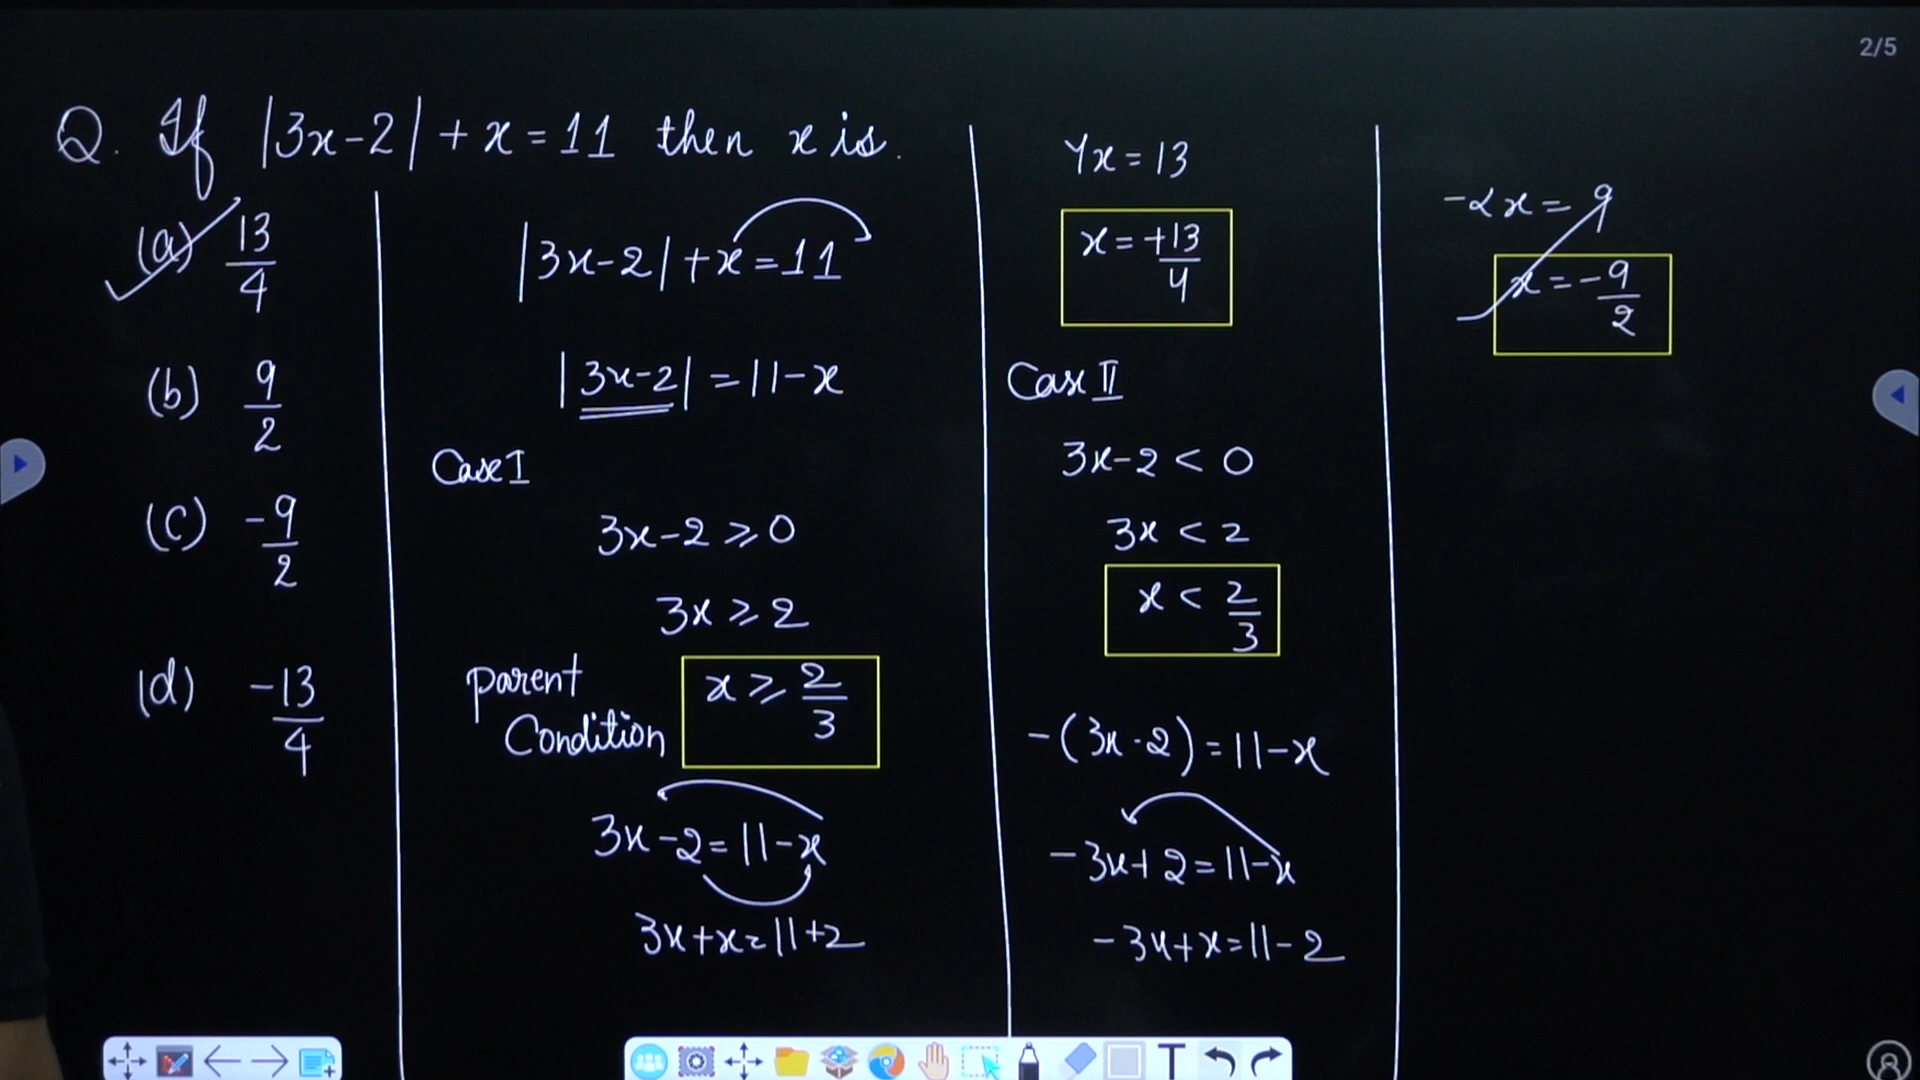 2/5
Q. If |3x-2| + x = 11 then x is.
(a) 13/4
(b) 9/2
(c) -9/2
(d) -13/4
|3x-2| + x = 11
|3x-2| = 11-x
Case I
3x-2 ≥ 0
3x ≥ 2
parent Condition x ≥ 2/3
3x-2 = 11-x
3x+x = 11+2
4x = 13
x = +13/4
Case II
3x-2 < 0
3x < 2
x < 2/3
-(3x-2) = 11-x
-3x+2 = 11-x
-3x+x = 11-2
-2x = 9
x = -9/2
T